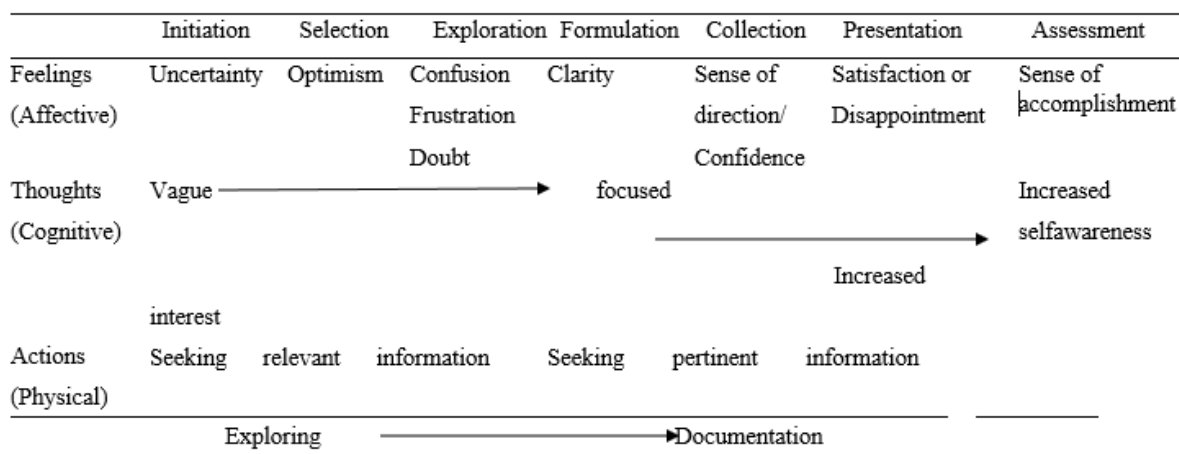 Initiation Selection Exploration Formulation Collection Presentation Assessment
Feelings Uncertainty Optimism Confusion Clarity Sense of Satisfaction or Sense of
(Affective) Frustration direction/ Disappointment accomplishment
Doubt Confidence
Thoughts Vague focused Increased
(Cognitive) selfawareness
Increased
interest
Actions Seeking relevant information Seeking pertinent information
(Physical)
Exploring Documentation